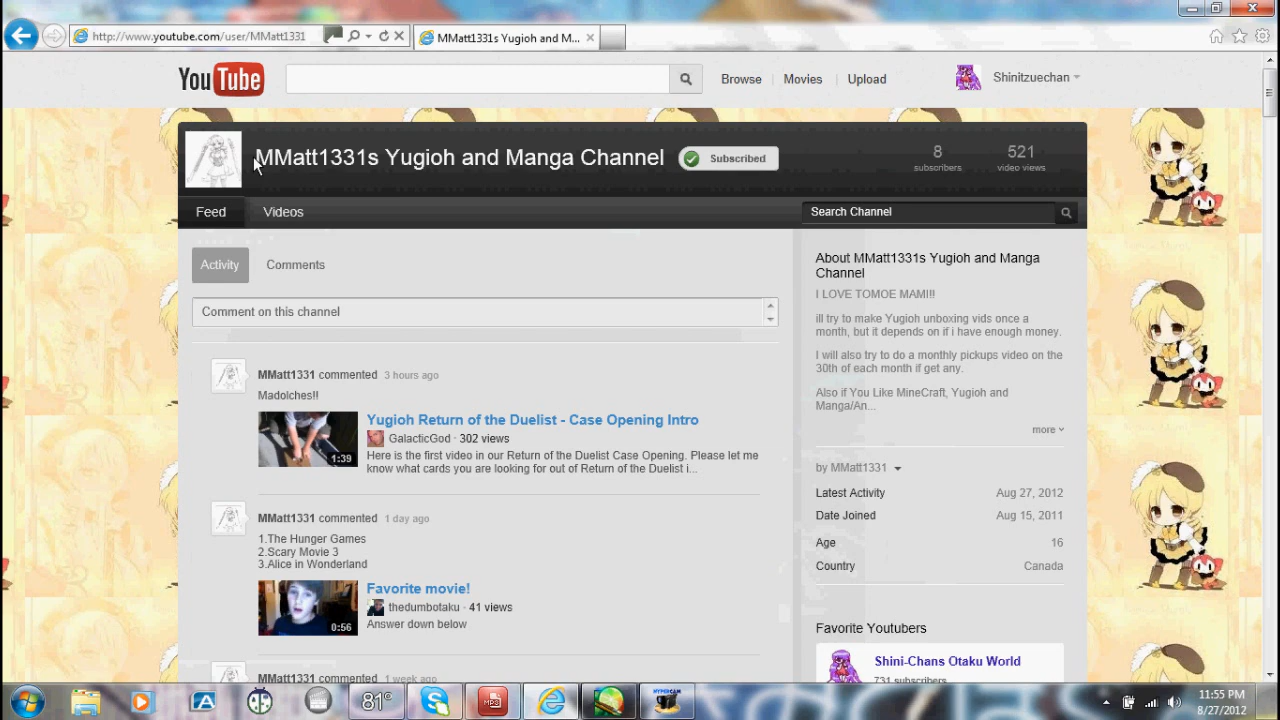 http://www.youtube.com/user/MMatt1331
MMatt1331s Yugioh and M...
YouTube
Browse
Movies
Upload
Shinitzuechan
MMatt1331s Yugioh and Manga Channel
Subscribed
8
subscribers
521
video views
Feed
Videos
Search Channel
Activity
Comments
Comment on this channel
MMatt1331 commented 3 hours ago
Madolches!!
Yugioh Return of the Duelist - Case Opening Intro
GalacticGod · 302 views
Here is the first video in our Return of the Duelist Case Opening. Please let me
know what cards you are looking for out of Return of the Duelist i...
1:39
MMatt1331 commented 1 day ago
1.The Hunger Games
2.Scary Movie 3
3.Alice in Wonderland
Favorite movie!
thedumbotaku · 41 views
Answer down below
0:56
MMatt1331 commented 1 week ago
About MMatt1331s Yugioh and Manga
Channel
I LOVE TOMOE MAMI!!
ill try to make Yugioh unboxing vids once a
month, but it depends on if i have enough money.
I will also try to do a monthly pickups video on the
30th of each month if get any.
Also if You Like MineCraft, Yugioh and
Manga/An...
more
by MMatt1331
Latest Activity Aug 27, 2012
Date Joined Aug 15, 2011
Age 16
Country Canada
Favorite Youtubers
Shini-Chans Otaku World
731 subscribers
81°
MP3
HYPERCAM
11:55 PM
8/27/2012